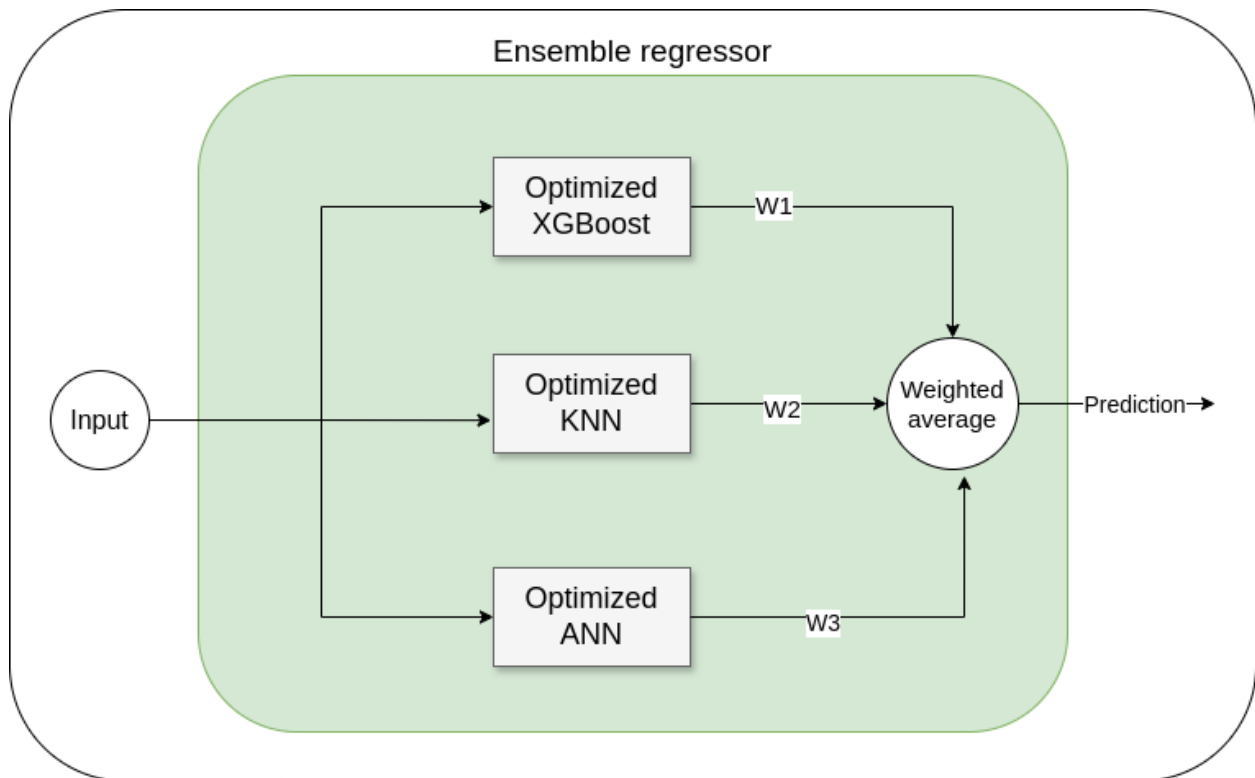 Ensemble regressor
Optimized
XGBoost
W1
Input
Optimized
KNN
W2
Weighted
average
Prediction
Optimized
ANN
W3